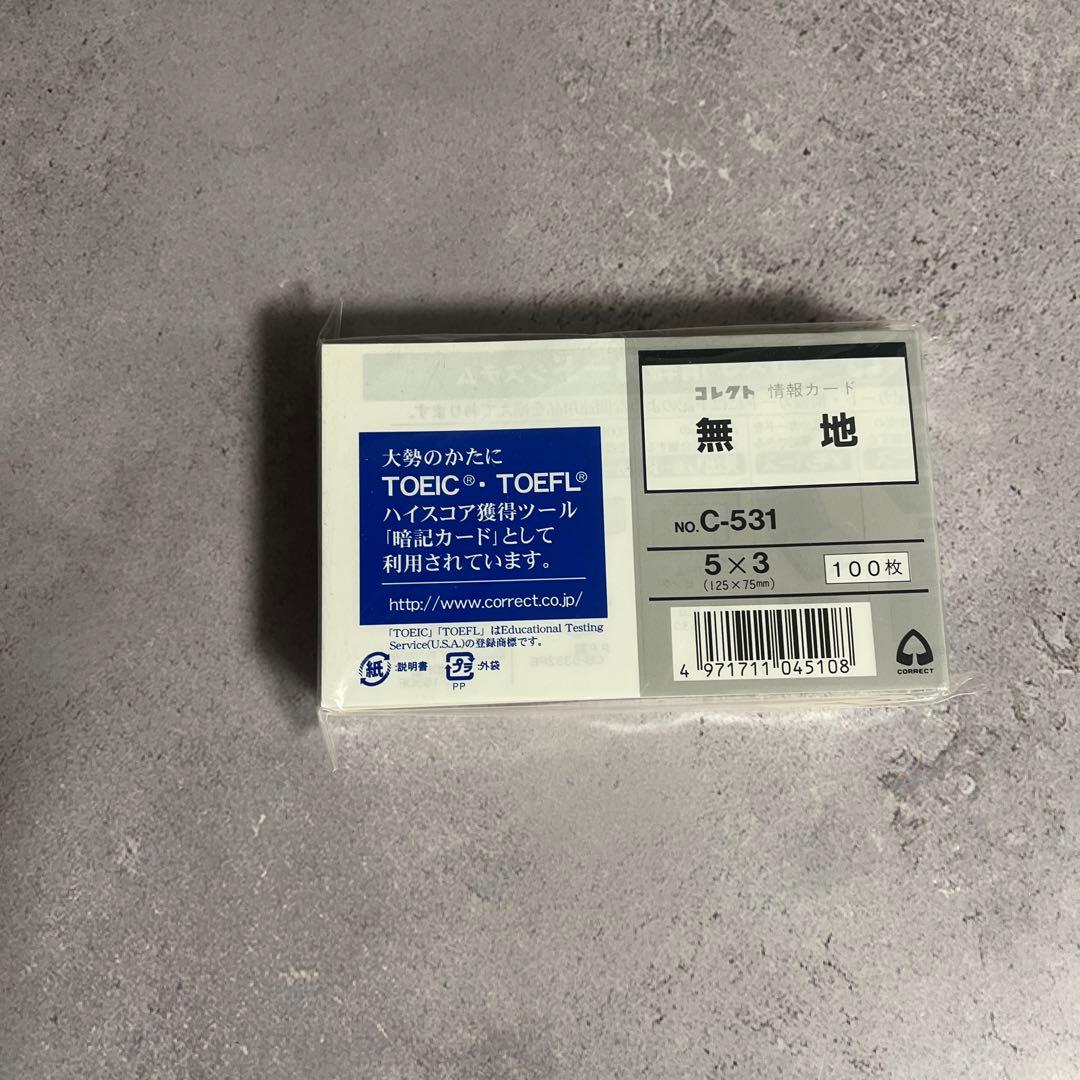 大勢のかたに
TOEIC®・TOEFL®
ハイスコア獲得ツール
「暗記カード」として
利用されています。
http://www.correct.co.jp/
「TOEIC」「TOEFL」はEducational Testing
Service(U.S.A.)の登録商標です。
紙 :説明書 プラ :外袋
PP
コレクト 情報カード
無 地
NO.C-531
5×3
(125×75mm)
100枚
4 971711 045108
CORRECT